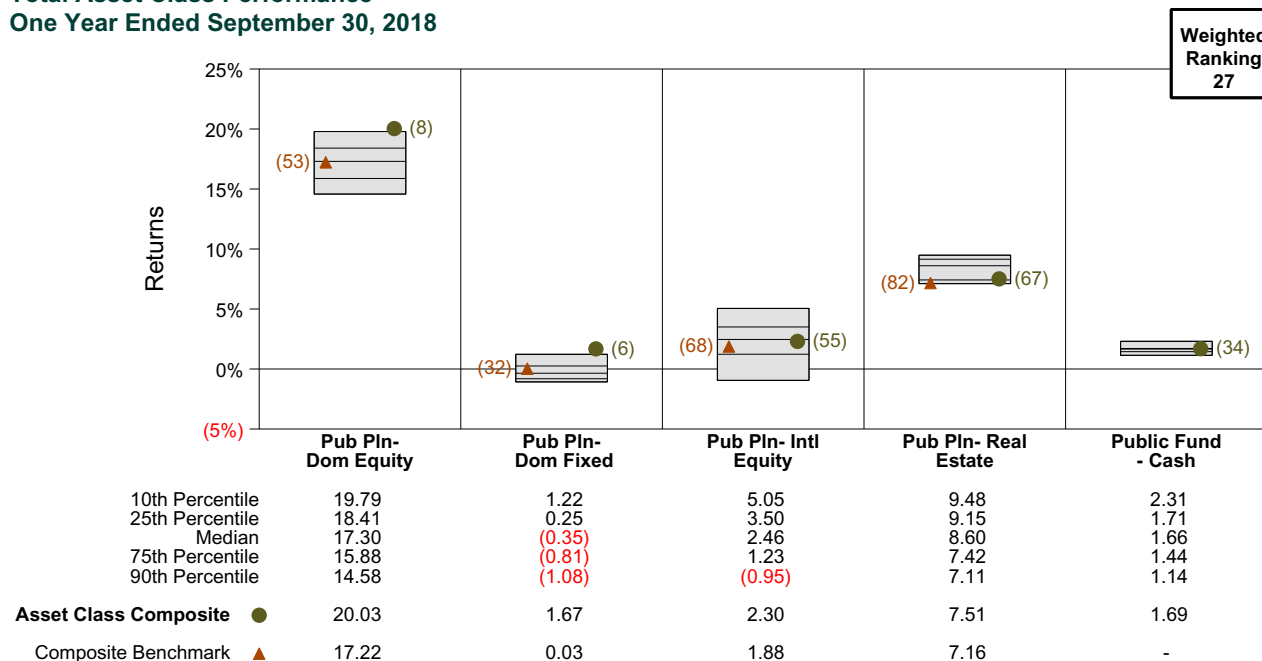 One Year Ended September 30, 2018
Ranking
27
Returns
25%
20%
15%
10%
5%
0%
(5%)
(53)
(8)
(32)
(6)
(68)
(55)
(82)
(67)
(34)
Pub Pln-
Dom Equity
Pub Pln-
Dom Fixed
Pub Pln- Intl
Equity
Pub Pln- Real
Estate
Public Fund
- Cash
10th Percentile 19.79 1.22 5.05 9.48 2.31
25th Percentile 18.41 0.25 3.50 9.15 1.71
Median 17.30 (0.35) 2.46 8.60 1.66
75th Percentile 15.88 (0.81) 1.23 7.42 1.44
90th Percentile 14.58 (1.08) (0.95) 7.11 1.14
Asset Class Composite 20.03 1.67 2.30 7.51 1.69
Composite Benchmark 17.22 0.03 1.88 7.16 -